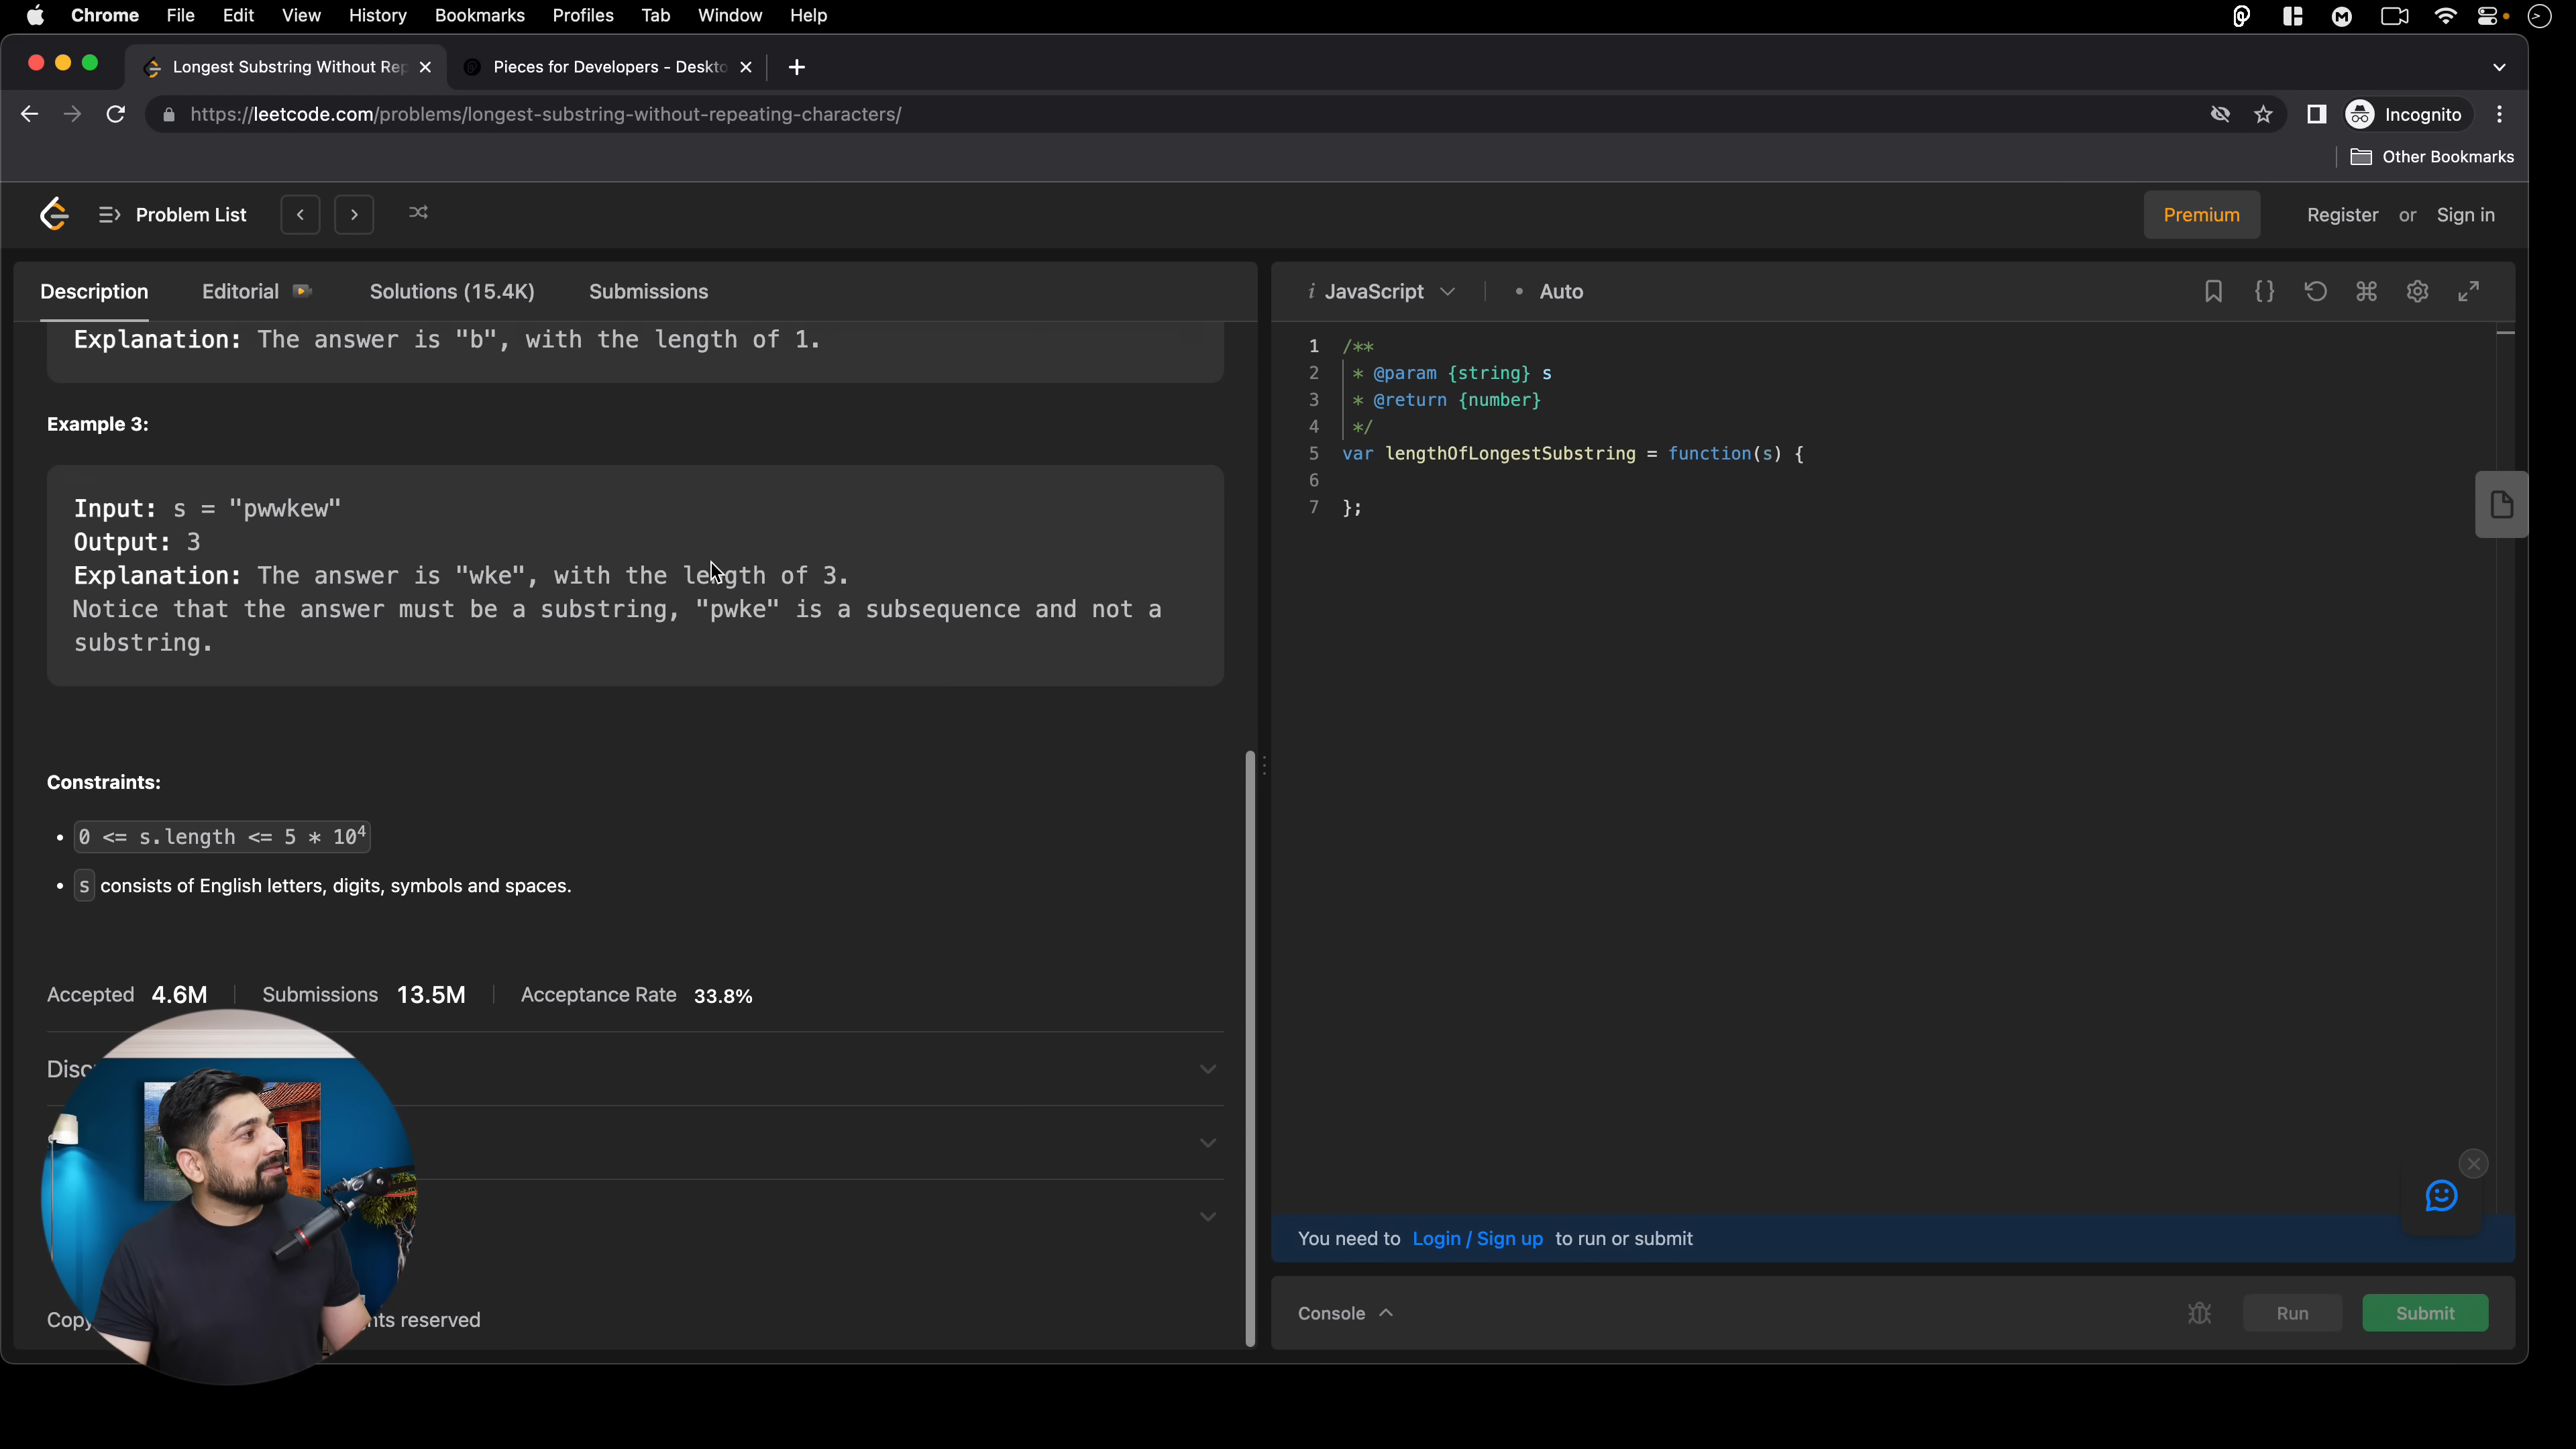 Chrome File Edit View History Bookmarks Profiles Tab Window Help
Longest Substring Without Rep
Pieces for Developers - Deskto
https://leetcode.com/problems/longest-substring-without-repeating-characters/
Incognito
Other Bookmarks
Problem List
Premium
Register or Sign in
Description
Editorial
Solutions (15.4K)
Submissions
Explanation: The answer is "b", with the length of 1.
Example 3:
Input: s = "pwwkew"
Output: 3
Explanation: The answer is "wke", with the length of 3.
Notice that the answer must be a substring, "pwke" is a subsequence and not a
substring.
Constraints:
• 0 <= s.length <= 5 * 10⁴
• s consists of English letters, digits, symbols and spaces.
Accepted 4.6M Submissions 13.5M Acceptance Rate 33.8%
Disc
Copy
hts reserved
i JavaScript • Auto
1 /**
2 * @param {string} s
3 * @return {number}
4 */
5 var lengthOfLongestSubstring = function(s) {
6
7 };
You need to Login / Sign up to run or submit
Console
Run
Submit